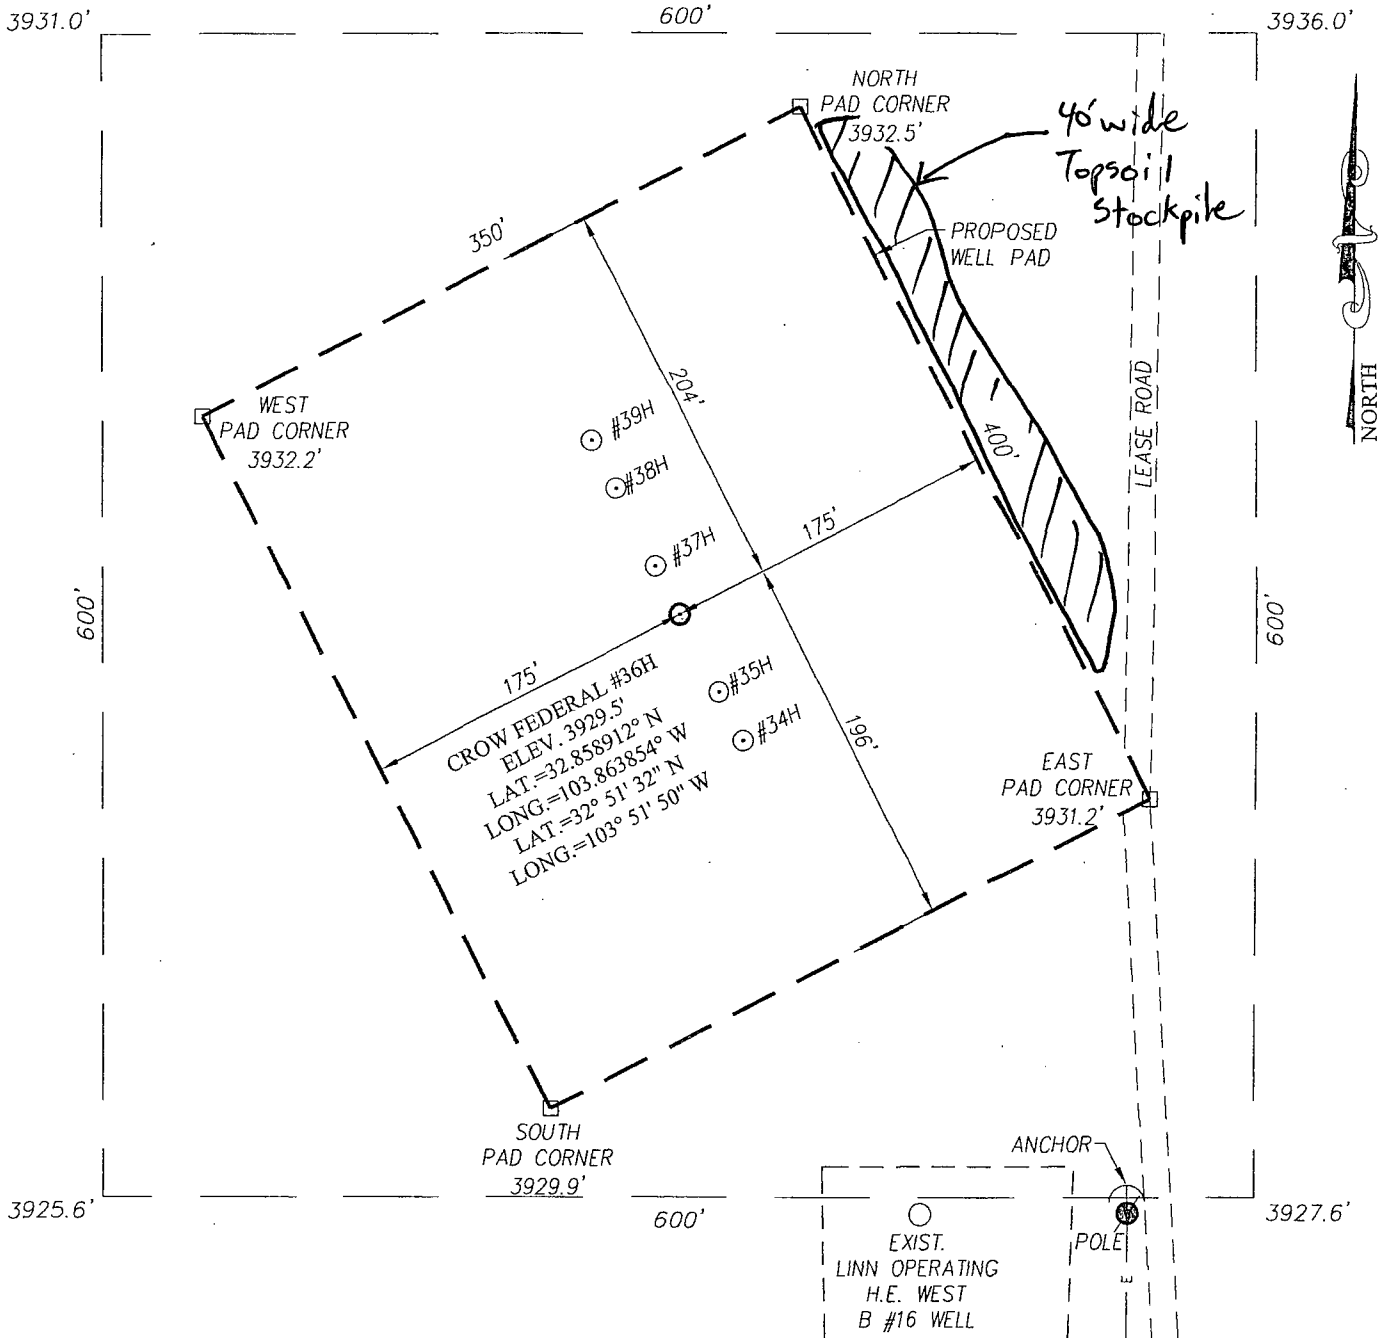 3931.0'
600'
3936.0'
NORTH
PAD CORNER
3932.5'
40' wide
Topsoil
Stockpile
PROPOSED
WELL PAD
350'
NORTH
LEASE ROAD
204'
WEST
PAD CORNER
3932.2'
#39H
#38H
400'
175'
#37H
600'
600'
175'
CROW FEDERAL #36H
ELEV. 3929.5'
LAT.=32.858912° N
LONG.=103.863854° W
LAT.=32° 51' 32" N
LONG.=103° 51' 50" W
#35H
#34H
196'
EAST
PAD CORNER
3931.2'
SOUTH
PAD CORNER
3929.9'
ANCHOR
3925.6'
600'
3927.6'
POLE
EXIST.
LINN OPERATING
H.E. WEST
B #16 WELL
E